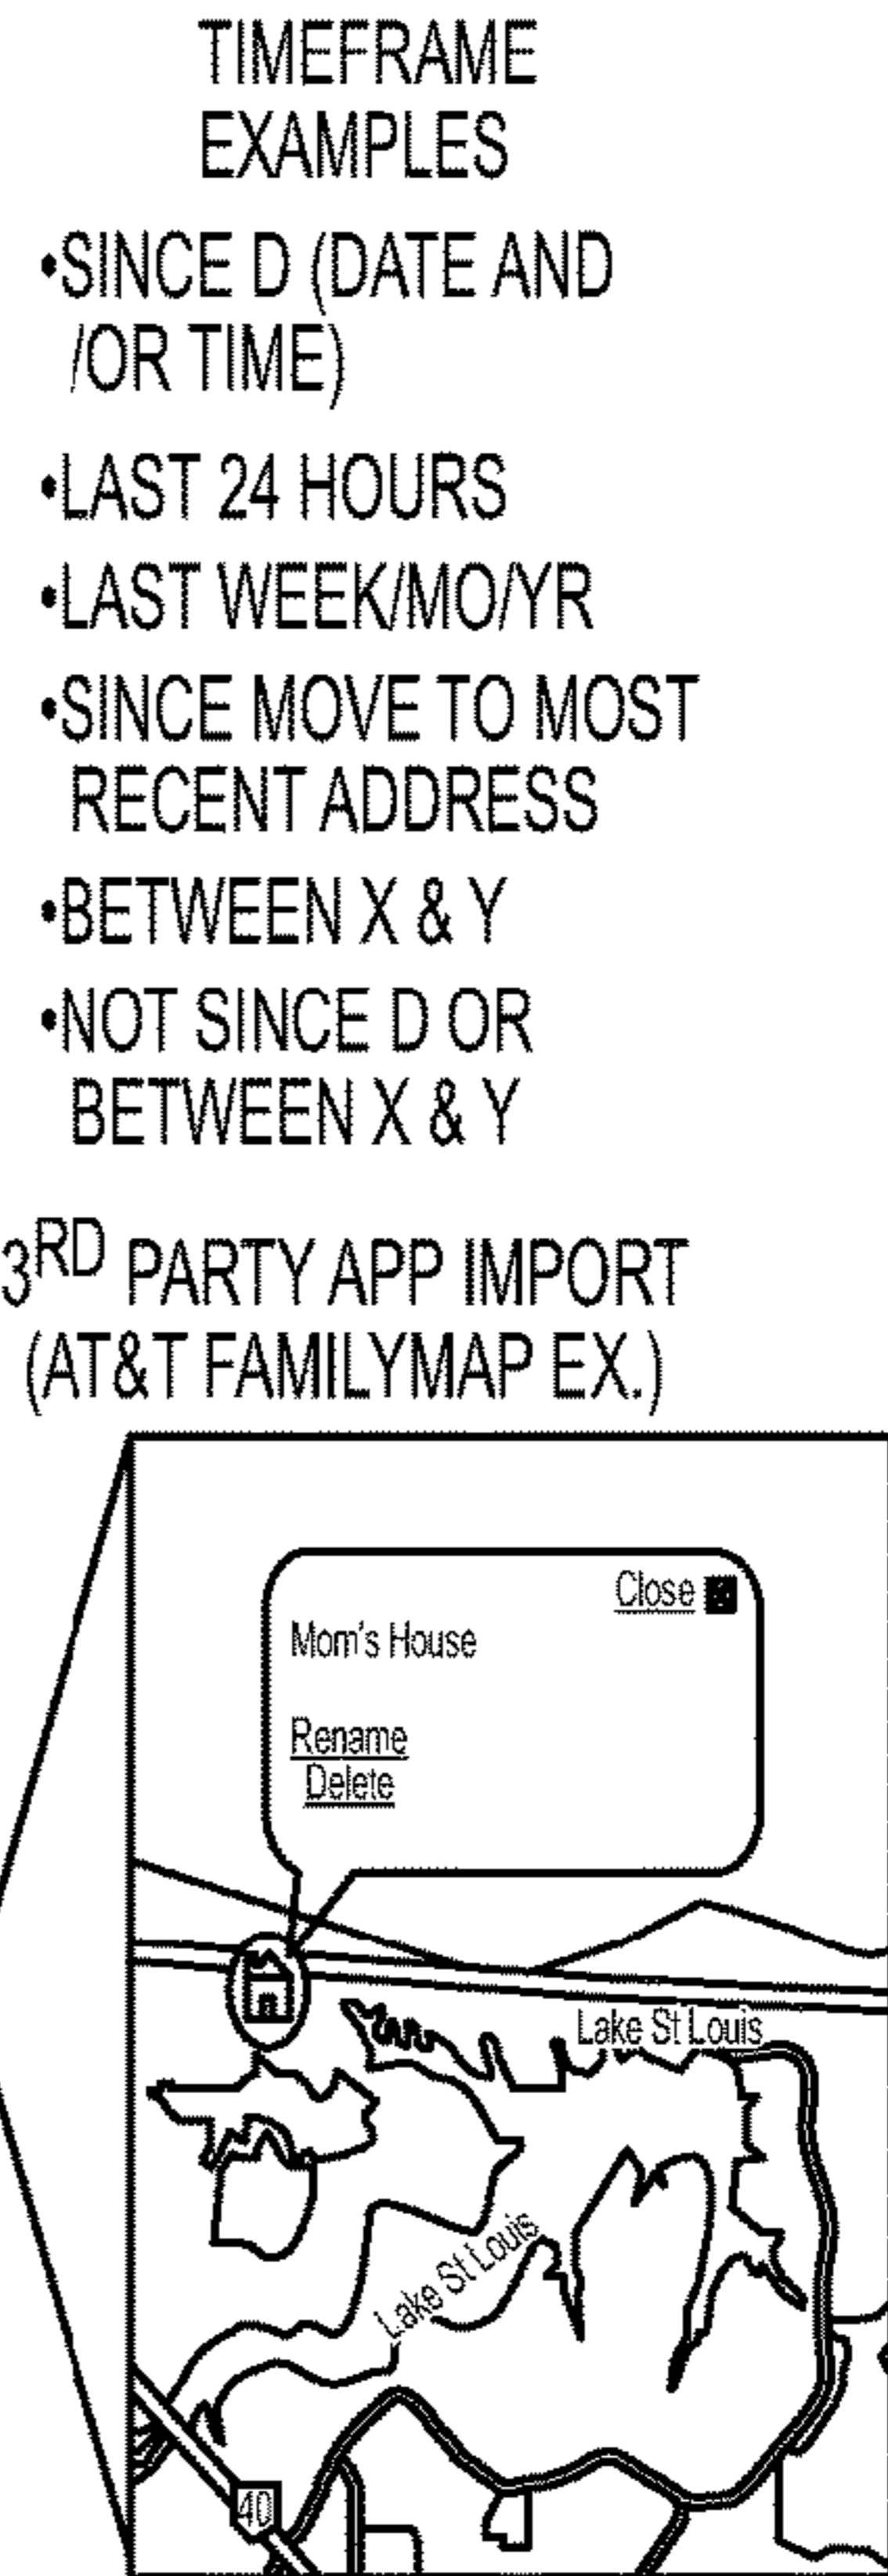 TIMEFRAME
EXAMPLES
•SINCE D (DATE AND
/OR TIME)
•LAST 24 HOURS
•LAST WEEK/MO/YR
•SINCE MOVE TO MOST
RECENT ADDRESS
•BETWEEN X & Y
•NOT SINCE D OR
BETWEEN X & Y
3RD PARTY APP IMPORT
(AT&T FAMILYMAP EX.)
Close
Mom's House
Rename
Delete
Lake St Louis
Lake St Louis
40